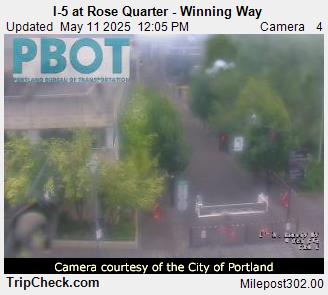 I-5 at Rose Quarter - Winning Way
Updated May 11 2025 12:05 PM Camera 4
PBOT
PORTLAND BUREAU OF TRANSPORTATION
Camera courtesy of the City of Portland
TripCheck.com Milepost302.00